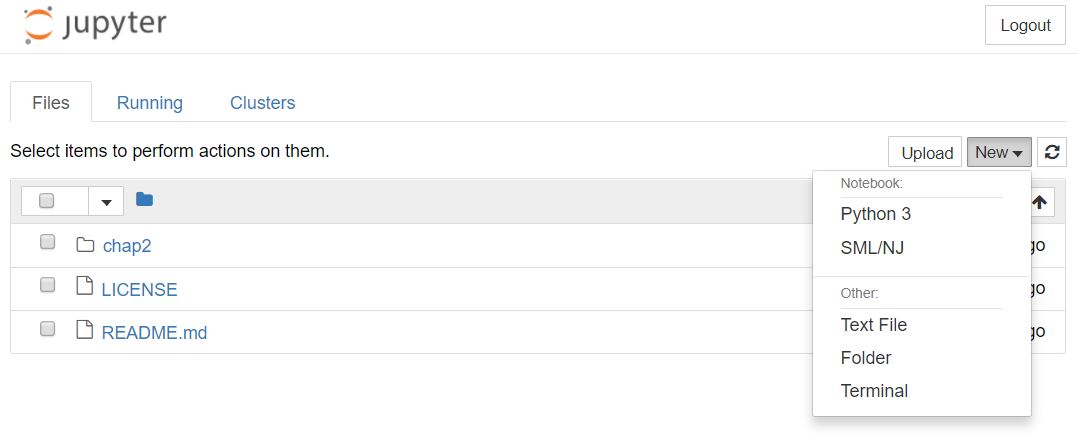 jupyter
Logout
Files Running Clusters
Select items to perform actions on them.
Upload New
Notebook:
Python 3
chap2
SML/NJ
go
LICENSE
Other:
go
README.md
Text File
go
Folder
Terminal